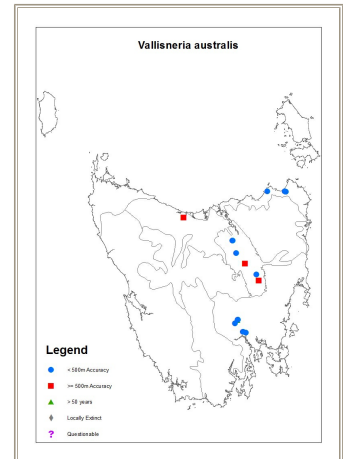 Vallisneria australis
Legend
< 500m Accuracy
>= 500m Accuracy
> 50 years
Locally Extinct
? Questionable